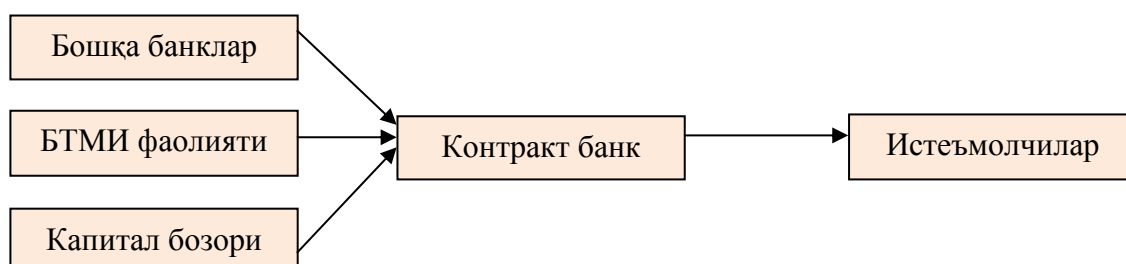 Бошқа банклар
БТМИ фаолияти
Капитал бозори
Контракт банк
Истеъмолчилар